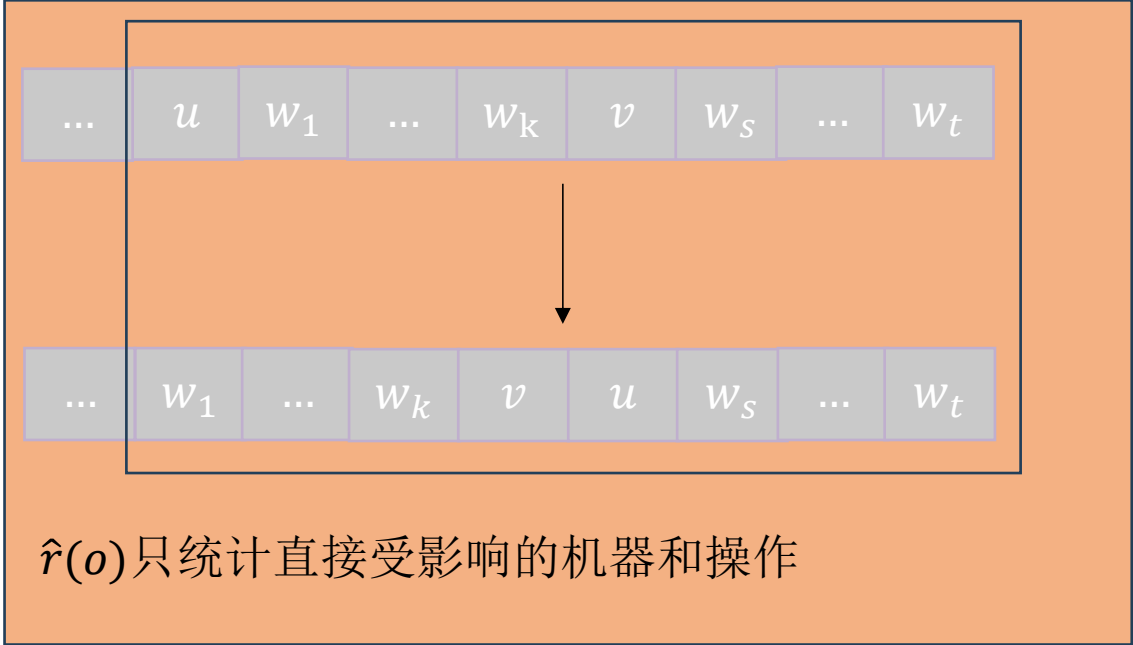 ... u w₁ ... wₖ v wₛ ... wₜ
... w₁ ... wₖ v u wₛ ... wₜ
r̂(o)只统计直接受影响的机器和操作